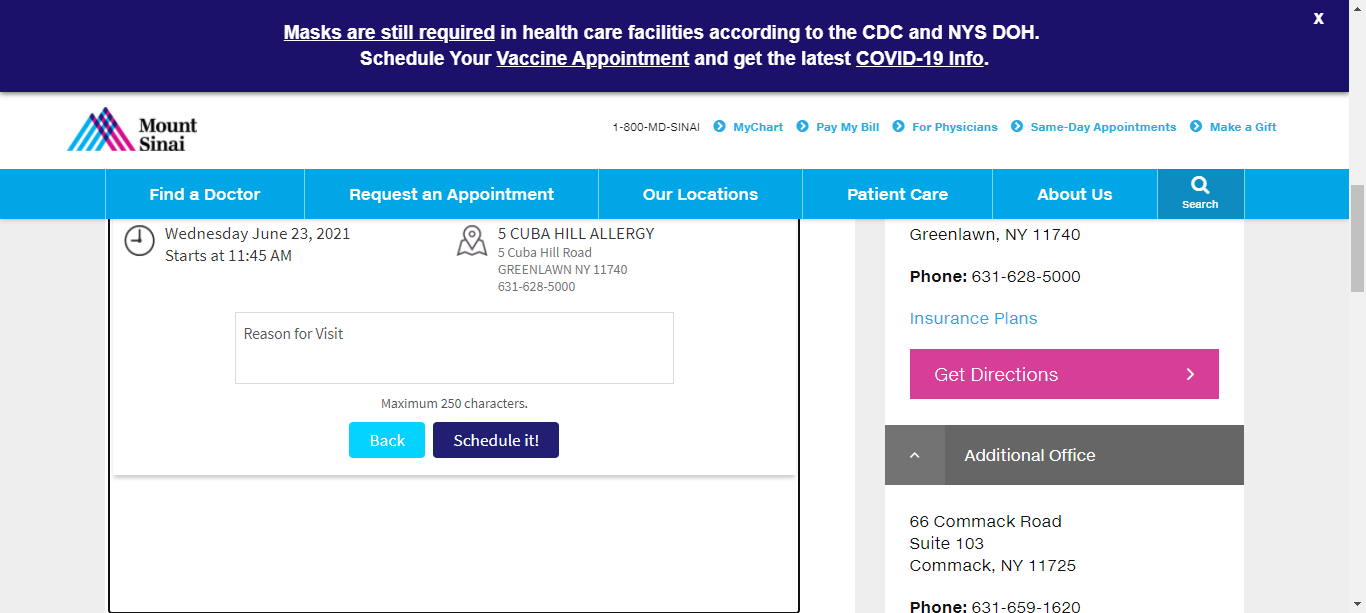 Masks are still required in health care facilities according to the CDC and NYS DOH.
Schedule Your Vaccine Appointment and get the latest COVID-19 Info.
X
Mount
Sinai
1-800-MD-SINAI
MyChart
Pay My Bill
For Physicians
Same-Day Appointments
Make a Gift
Find a Doctor
Request an Appointment
Our Locations
Patient Care
About Us
Search
Wednesday June 23, 2021
Starts at 11:45 AM
5 CUBA HILL ALLERGY
5 Cuba Hill Road
GREENLAWN NY 11740
631-628-5000
Reason for Visit
Maximum 250 characters.
Back
Schedule it!
Greenlawn, NY 11740
Phone: 631-628-5000
Insurance Plans
Get Directions
Additional Office
66 Commack Road
Suite 103
Commack, NY 11725
Phone: 631-659-1620